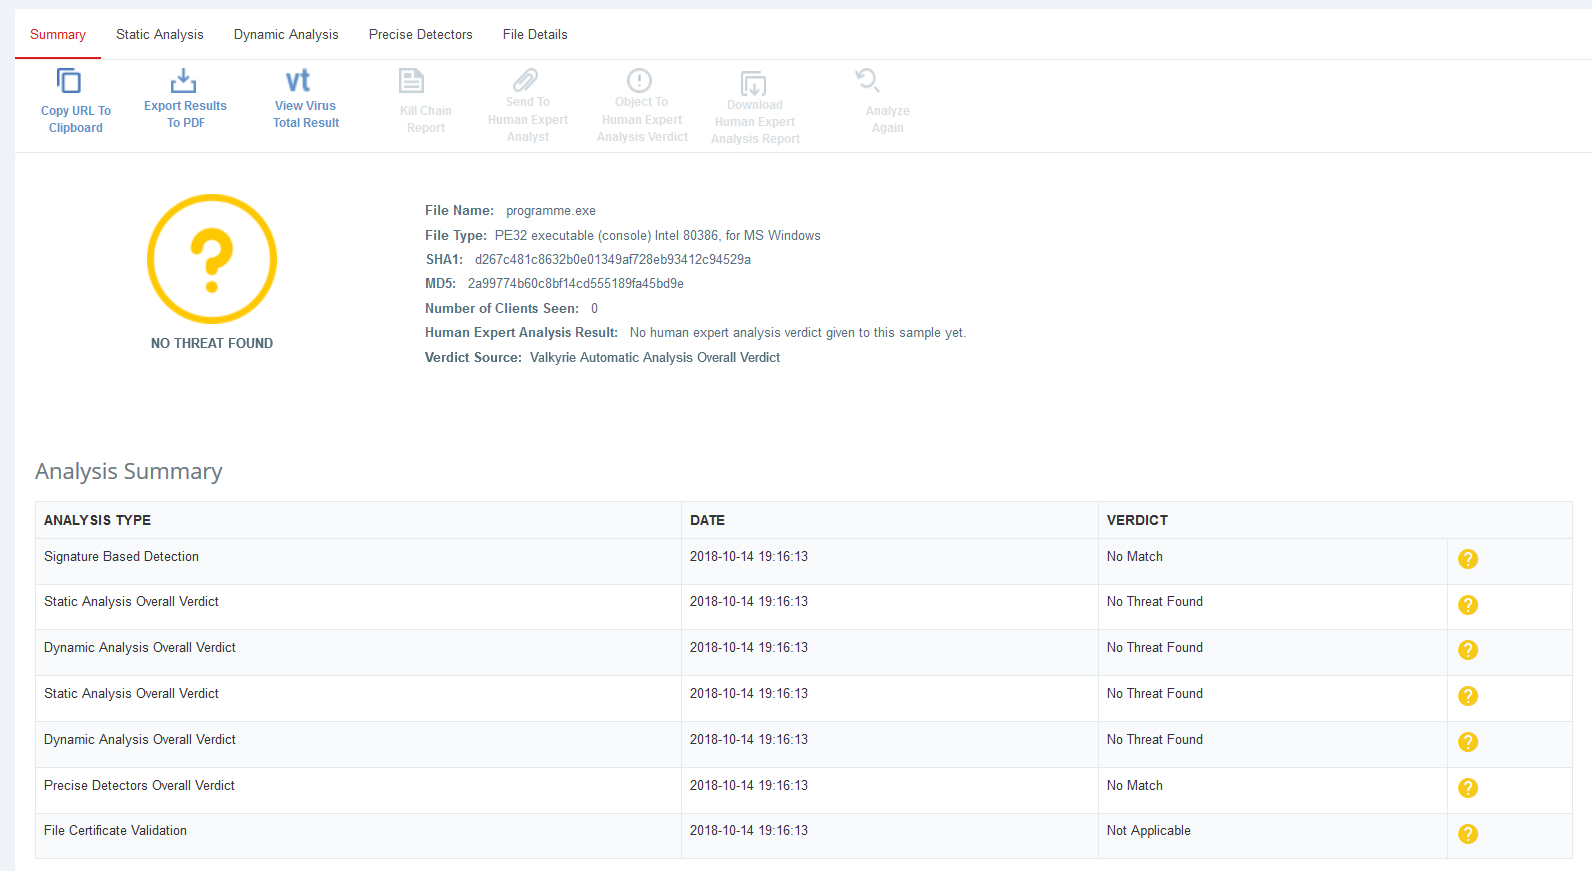 Summary Static Analysis Dynamic Analysis Precise Detectors File Details
Copy URL To
Clipboard
Export Results
To PDF
vt
View Virus
Total Result
Kill Chain
Report
Send To
Human Expert
Analyst
Object To
Human Expert
Analysis Verdict
Download
Human Expert
Analysis Report
Analyze
Again
?
NO THREAT FOUND
File Name: programme.exe
File Type: PE32 executable (console) Intel 80386, for MS Windows
SHA1: d267c481c8632b0e01349af728eb93412c94529a
MD5: 2a99774b60c8bf14cd555189fa45bd9e
Number of Clients Seen: 0
Human Expert Analysis Result: No human expert analysis verdict given to this sample yet.
Verdict Source: Valkyrie Automatic Analysis Overall Verdict
Analysis Summary
ANALYSIS TYPE DATE VERDICT
Signature Based Detection 2018-10-14 19:16:13 No Match ?
Static Analysis Overall Verdict 2018-10-14 19:16:13 No Threat Found ?
Dynamic Analysis Overall Verdict 2018-10-14 19:16:13 No Threat Found ?
Static Analysis Overall Verdict 2018-10-14 19:16:13 No Threat Found ?
Dynamic Analysis Overall Verdict 2018-10-14 19:16:13 No Threat Found ?
Precise Detectors Overall Verdict 2018-10-14 19:16:13 No Match ?
File Certificate Validation 2018-10-14 19:16:13 Not Applicable ?